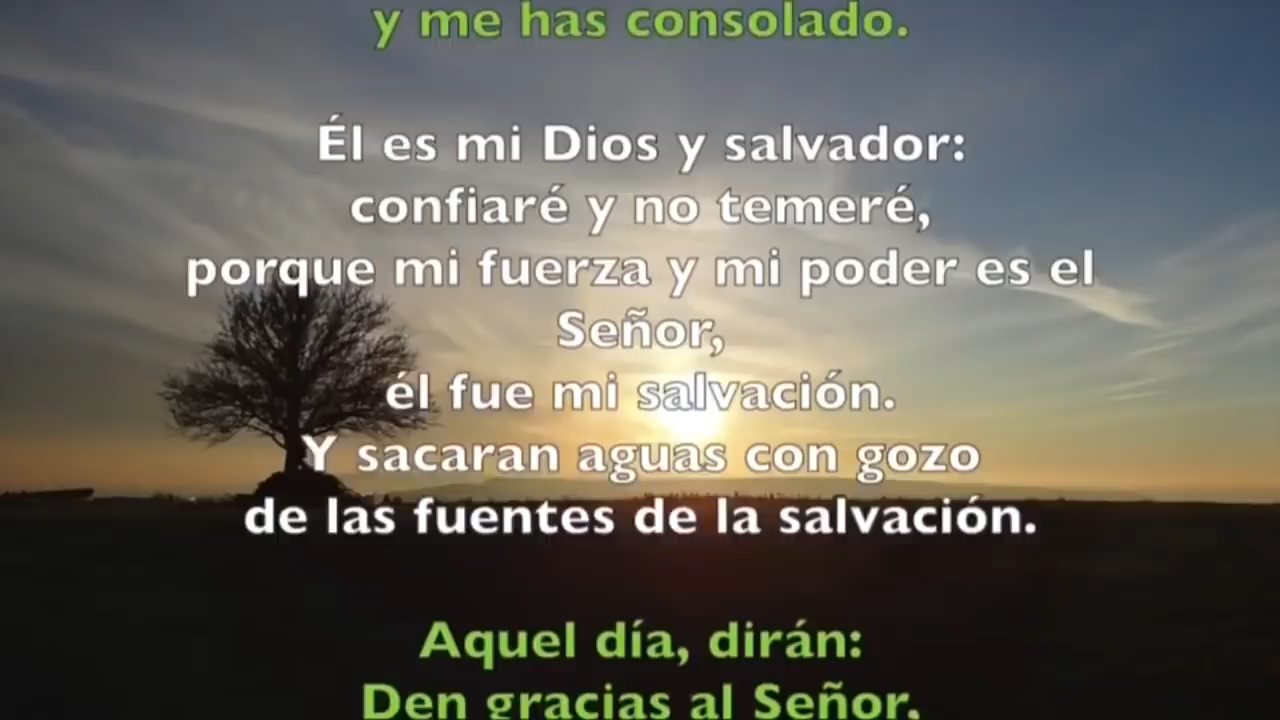 y me has consolado.
Él es mi Dios y salvador:
confiaré y no temeré,
porque mi fuerza y mi poder es el
Señor,
él fue mi salvación.
Y sacaran aguas con gozo
de las fuentes de la salvación.
Aquel día, dirán:
Den gracias al Señor,